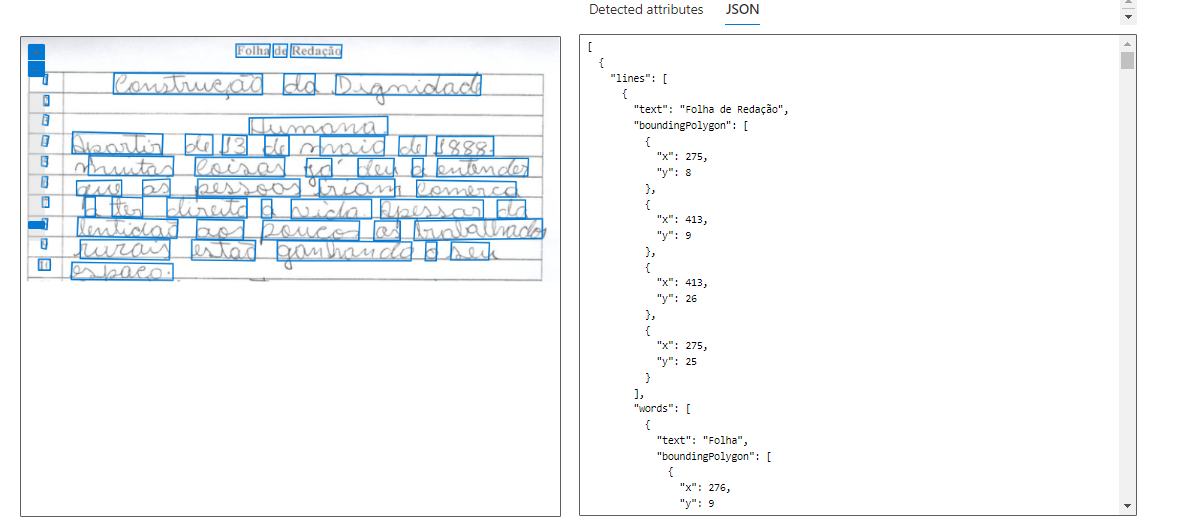 Detected attributes JSON
Folha de Redação
Construção da Dignidade
Humana
Apartir de 13 de maio de 1888
muitas coisas já deu a entender
que as pessoas iriam começa
a ter direito a vida. Apessar da
lentidão aos poucos os trabalhados
rurais estão ganhando o seu
espaço.
10
[
{
"lines": [
{
"text": "Folha de Redação",
"boundingPolygon": [
{
"x": 275,
"y": 8
},
{
"x": 413,
"y": 9
},
{
"x": 413,
"y": 26
},
{
"x": 275,
"y": 25
}
],
"words": [
{
"text": "Folha",
"boundingPolygon": [
{
"x": 276,
"y": 9